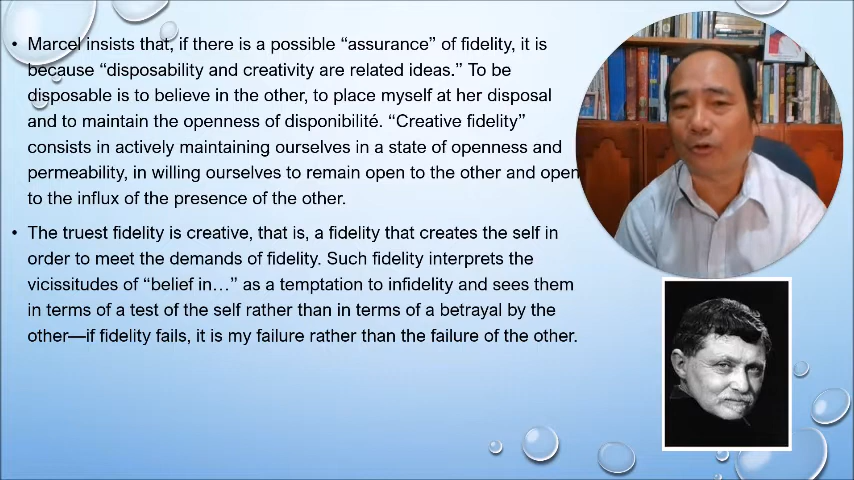 • Marcel insists that, if there is a possible “assurance” of fidelity, it is
because “disposability and creativity are related ideas.” To be
disposable is to believe in the other, to place myself at her disposal
and to maintain the openness of disponibilité. “Creative fidelity”
consists in actively maintaining ourselves in a state of openness and
permeability, in willing ourselves to remain open to the other and open
to the influx of the presence of the other.
• The truest fidelity is creative, that is, a fidelity that creates the self in
order to meet the demands of fidelity. Such fidelity interprets the
vicissitudes of “belief in…” as a temptation to infidelity and sees them
in terms of a test of the self rather than in terms of a betrayal by the
other—if fidelity fails, it is my failure rather than the failure of the other.